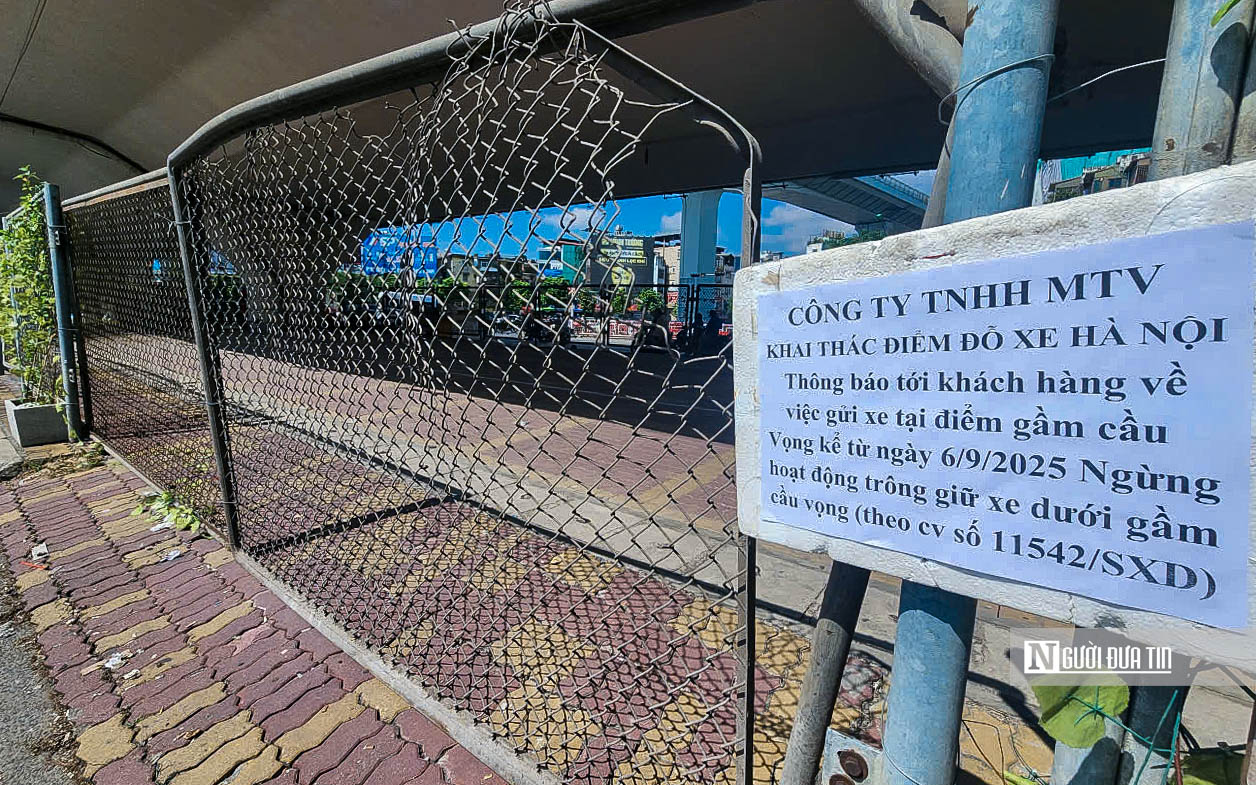 CÔNG TY TNHH MTV
KHAI THÁC ĐIỂM ĐỖ XE HÀ NỘI
Thông báo tới khách hàng về
việc gửi xe tại điểm gầm cầu
Vọng kể từ ngày 6/9/2025 Ngừng
hoạt động trông giữ xe dưới gầm
cầu vọng (theo cv số 11542/SXD)
NGƯỜI ĐƯA TIN